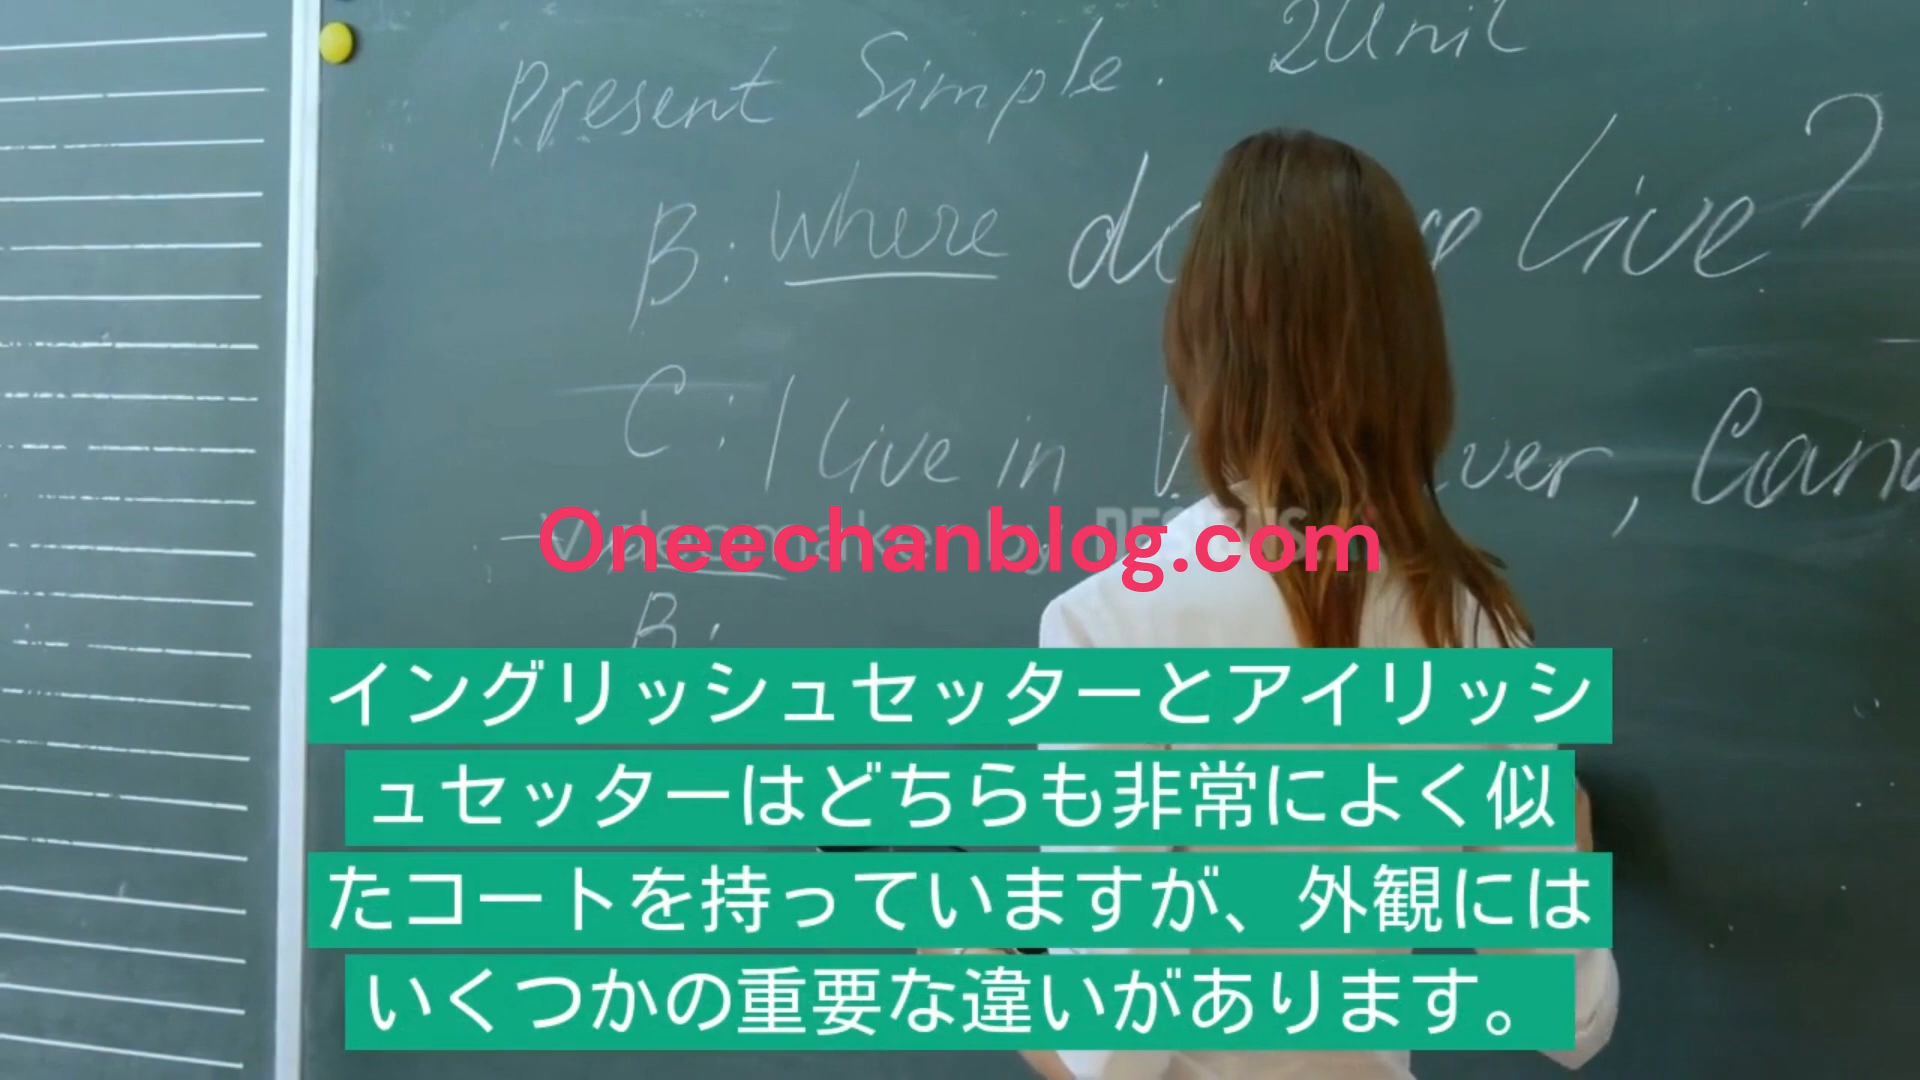 Present Simple. 2Unit
B: Where live?
C: I live in
Oneechanblog.com
B:
イングリッシュセッターとアイリッシ
ュセッターはどちらも非常によく似
たコートを持っていますが、外観には
いくつかの重要な違いがあります。